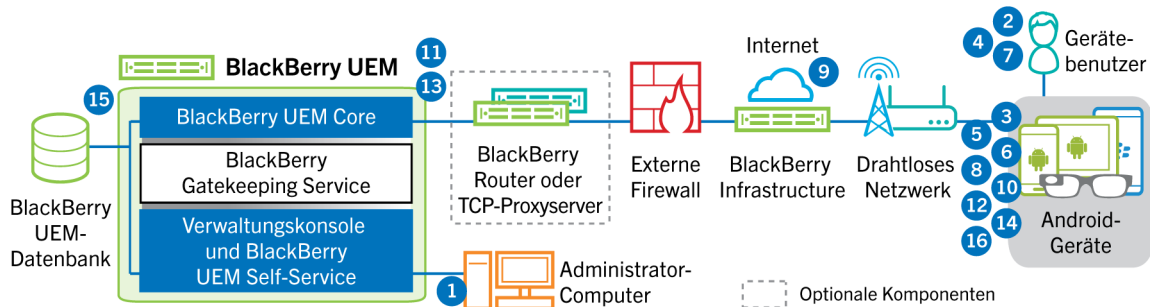 BlackBerry UEM
15
BlackBerry UEM Core
BlackBerry
Gatekeeping Service
Verwaltungskonsole
und BlackBerry
UEM Self-Service
BlackBerry
UEM-
Datenbank
1
Administrator-
Computer
11
13
BlackBerry
Router oder
TCP-Proxyserver
Externe
Firewall
Internet
9
BlackBerry
Infrastructure
Drahtloses
Netzwerk
2
4
7
Geräte-
benutzer
3
5
6
8
10
12
14
16
Android-
Geräte
Optionale Komponenten